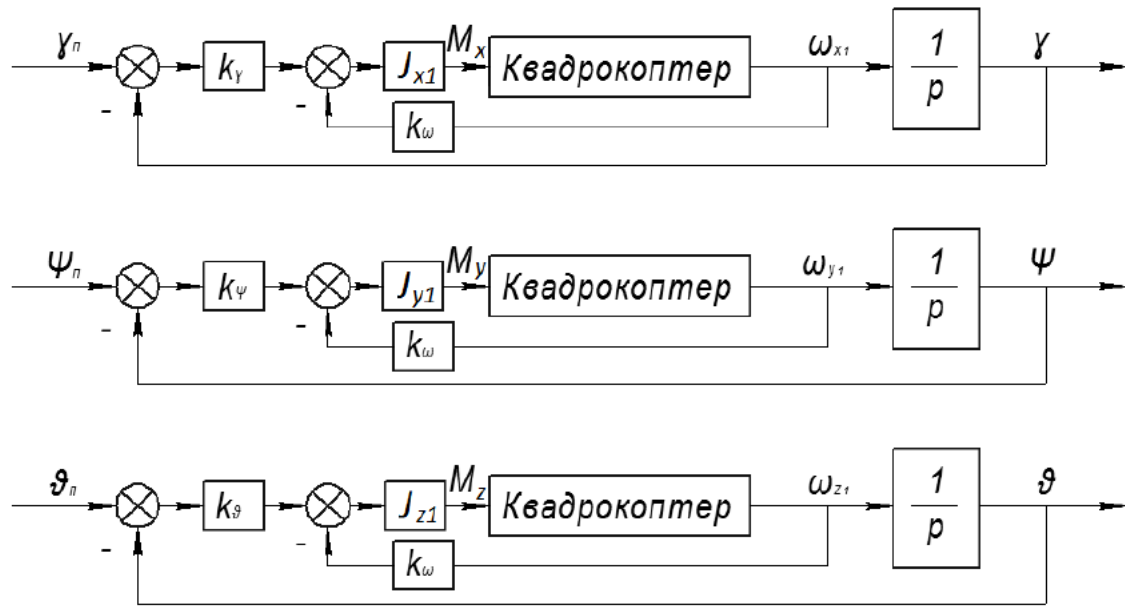 γп kγ Jx1 Mx Квадрокоптер ωx1 1/p γ
- - kω
Ψп kΨ Jy1 My Квадрокоптер ωy1 1/p Ψ
- - kω
ϑп kϑ Jz1 Mz Квадрокоптер ωz1 1/p ϑ
- - kω